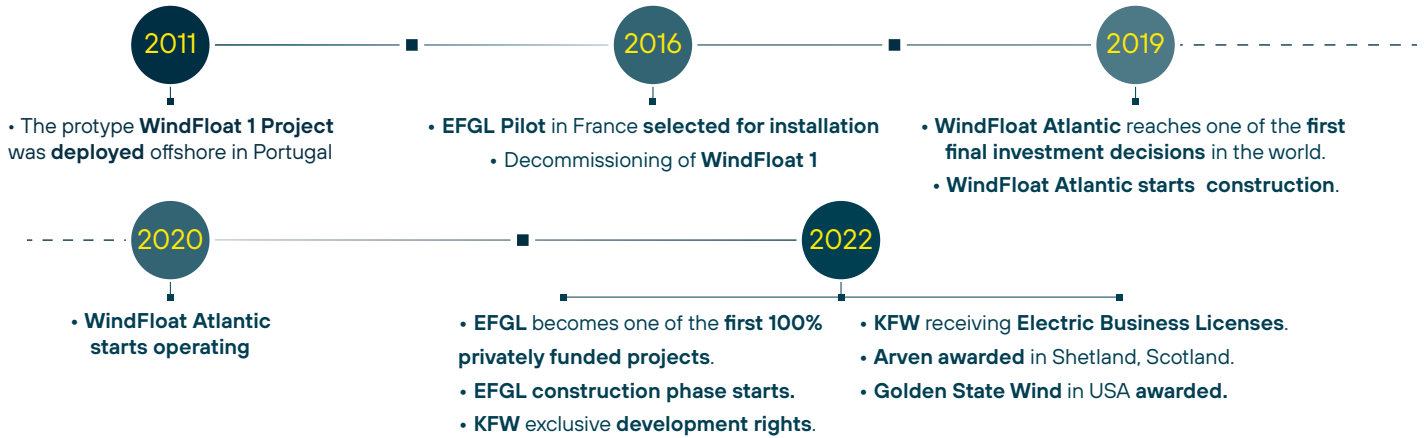 2011
2016
2019
• The protype WindFloat 1 Project
was deployed offshore in Portugal
• EFGL Pilot in France selected for installation
• Decommissioning of WindFloat 1
• WindFloat Atlantic reaches one of the first
final investment decisions in the world.
• WindFloat Atlantic starts construction.
2020
2022
• WindFloat Atlantic
starts operating
• EFGL becomes one of the first 100%
privately funded projects.
• EFGL construction phase starts.
• KFW exclusive development rights.
• KFW receiving Electric Business Licenses.
• Arven awarded in Shetland, Scotland.
• Golden State Wind in USA awarded.